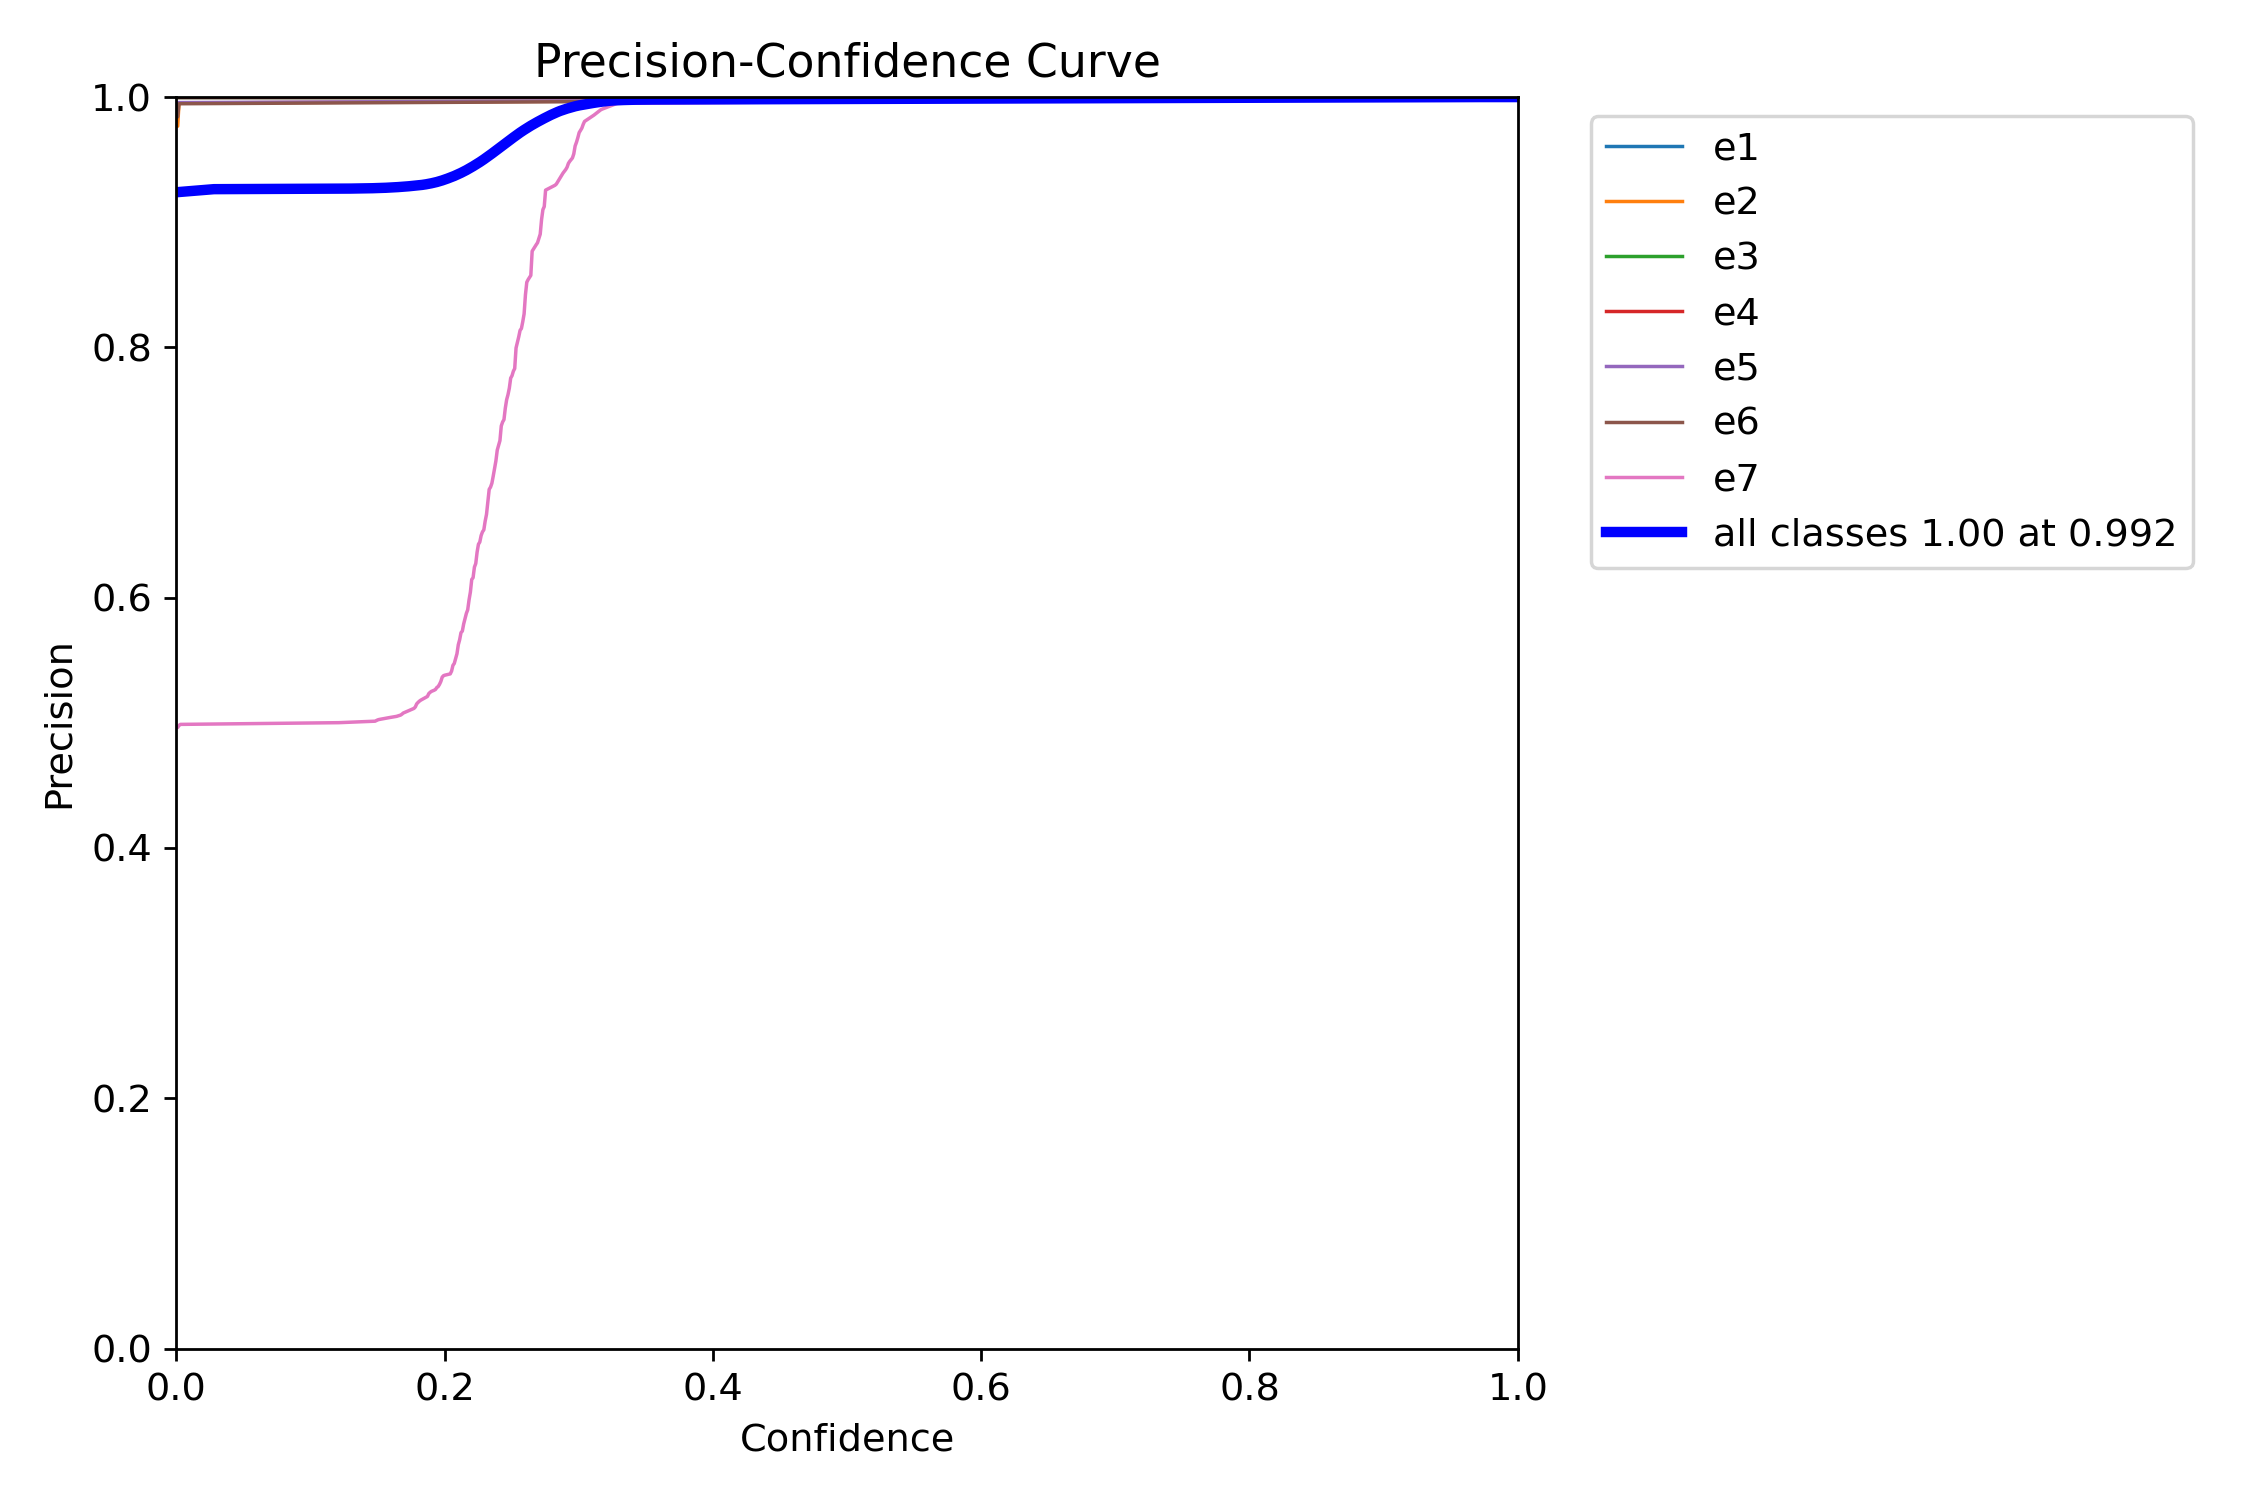 Precision-Confidence Curve
1.0
0.8
0.6
0.4
0.2
0.0
Precision
0.0 0.2 0.4 0.6 0.8 1.0
Confidence
e1
e2
e3
e4
e5
e6
e7
all classes 1.00 at 0.992